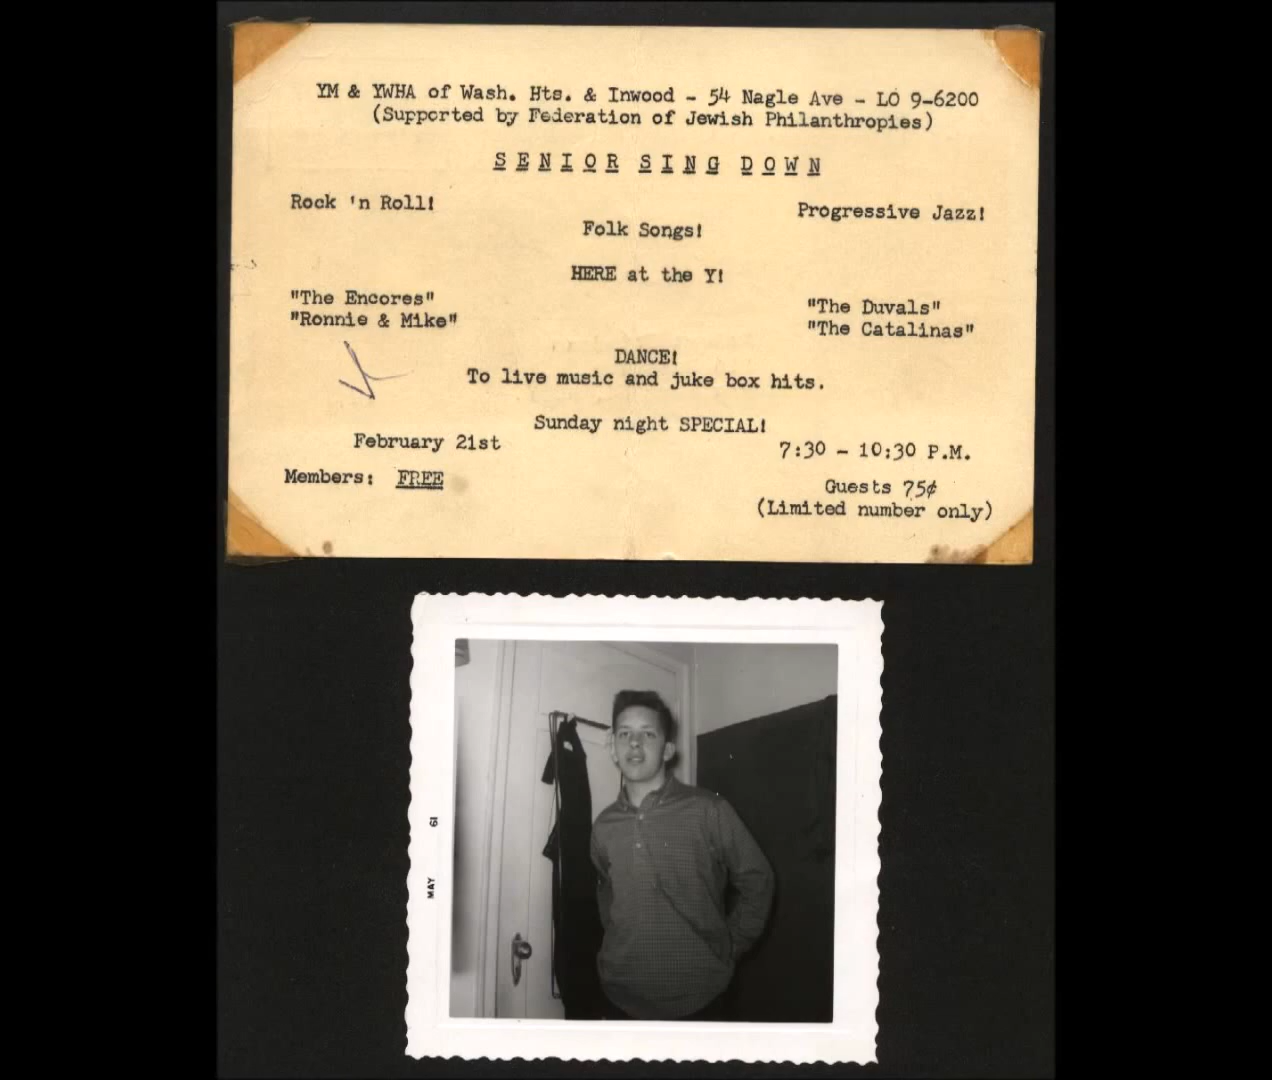 YM & YWHA of Wash. Hts. & Inwood - 54 Nagle Ave - LO 9-6200
(Supported by Federation of Jewish Philanthropies)
SENIOR SING DOWN
Rock 'n Roll!
Progressive Jazz!
Folk Songs!
HERE at the Y!
"The Encores"
"The Duvals"
"Ronnie & Mike"
"The Catalinas"
DANCE!
To live music and juke box hits.
Sunday night SPECIAL!
February 21st
7:30 - 10:30 P.M.
Members: FREE
Guests 75¢
(Limited number only)
MAY 61